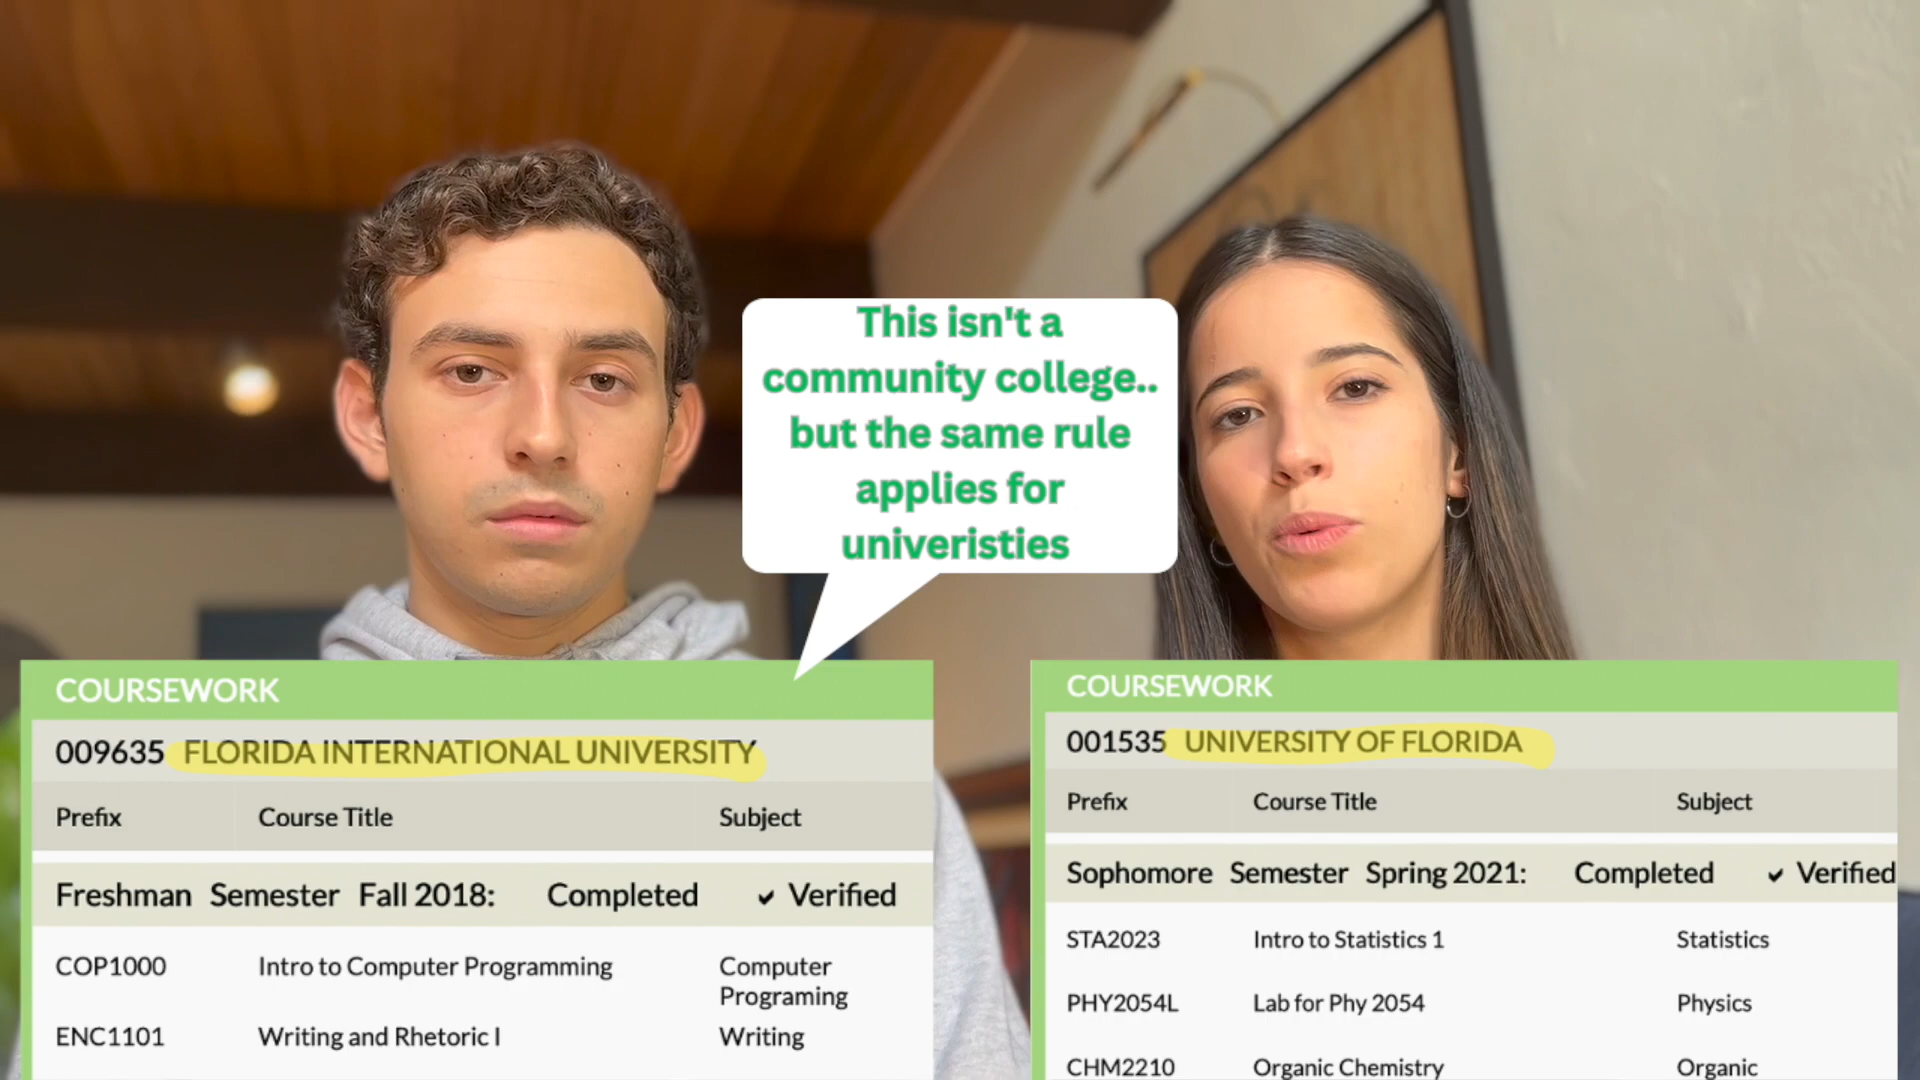 This isn't a
community college..
but the same rule
applies for
univeristies
COURSEWORK
009635 FLORIDA INTERNATIONAL UNIVERSITY
Prefix Course Title Subject
Freshman Semester Fall 2018: Completed ✓ Verified
COP1000 Intro to Computer Programming Computer
Programing
ENC1101 Writing and Rhetoric I Writing
COURSEWORK
001535 UNIVERSITY OF FLORIDA
Prefix Course Title Subject
Sophomore Semester Spring 2021: Completed ✓ Verified
STA2023 Intro to Statistics 1 Statistics
PHY2054L Lab for Phy 2054 Physics
CHM2210 Organic Chemistry Organic